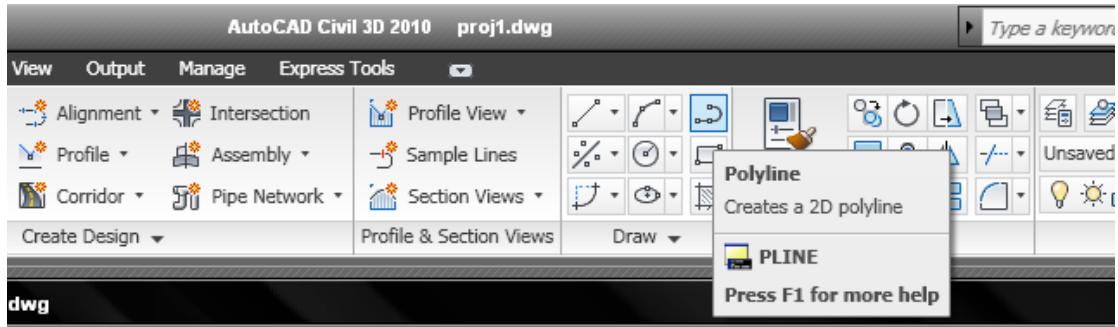 AutoCAD Civil 3D 2010 proj1.dwg
Type a keyword
View Output Manage Express Tools
Alignment Intersection Profile View
Profile Assembly Sample Lines Unsaved
Corridor Pipe Network Section Views
Create Design Profile & Section Views Draw
Polyline
Creates a 2D polyline
PLINE
Press F1 for more help
dwg